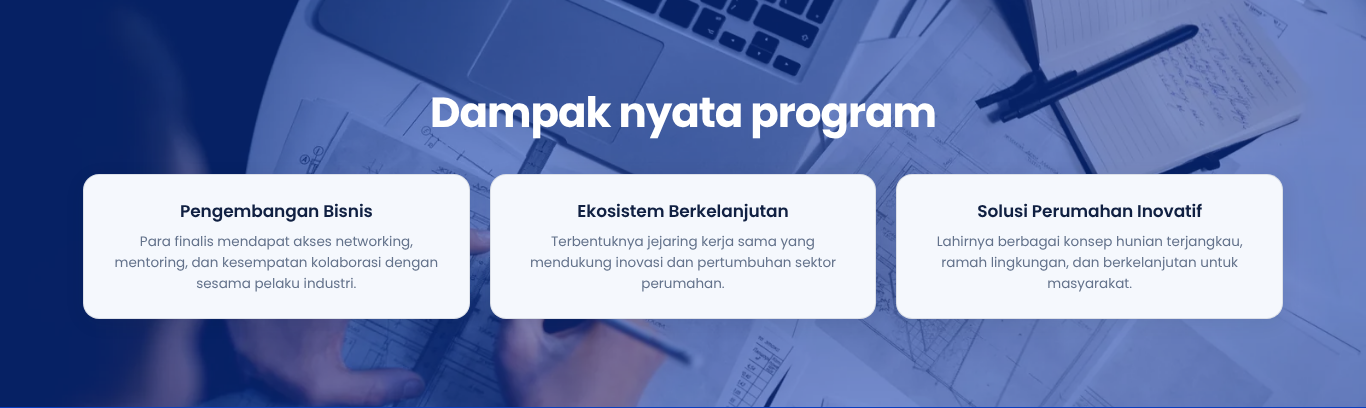 Dampak nyata program
Pengembangan Bisnis
Para finalis mendapat akses networking,
mentoring, dan kesempatan kolaborasi dengan
sesama pelaku industri.
Ekosistem Berkelanjutan
Terbentuknya jejaring kerja sama yang
mendukung inovasi dan pertumbuhan sektor
perumahan.
Solusi Perumahan Inovatif
Lahirnya berbagai konsep hunian terjangkau,
ramah lingkungan, dan berkelanjutan untuk
masyarakat.